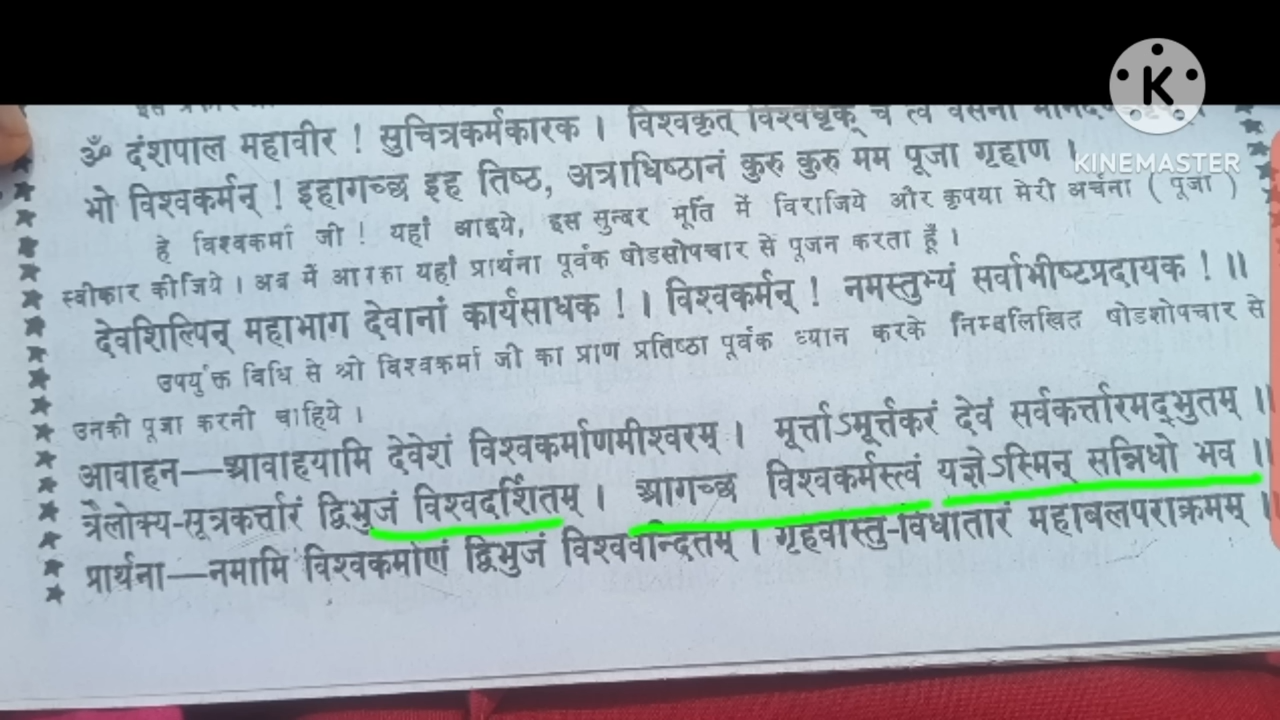 KINEMASTER
ॐ दंशपाल महावीर ! सुचित्रकर्मकारक । विश्वकृत् विश्वधृक् च त्वं
भो विश्वकर्मन् ! इहागच्छ इह तिष्ठ, अत्राधिष्ठानं कुरु कुरु मम पूजा गृहाण ।
हे विश्वकर्मा जी ! यहां आइये, इस सुन्दर मूर्ति में विराजिये और कृपया मेरी अर्चना ( पूजा )
स्वीकार कीजिये । अब में आपका यहाँ प्रार्थना पूर्वक षोडसोपचार से पूजन करता हूँ ।
देवशिल्पिन् महाभाग देवानां कार्यसाधक ! । विश्वकर्मन् ! नमस्तुभ्यं सर्वाभीष्टप्रदायक ! ॥
उपर्युक्त विधि से श्री विश्वकर्मा जी का प्राण प्रतिष्ठा पूर्वक ध्यान करके निम्नलिखित षोडशोपचार से
उनकी पूजा करनी चाहिये ।
आवाहन—आवाहयामि देवेशं विश्वकर्माणमीश्वरम् । मूर्त्ताऽमूर्त्तकरं देवं सर्वकर्त्तारमद्भुतम् ॥
त्रैलोक्य-सूत्रकर्त्तारं द्विभुजं विश्वदर्शितम् । आगच्छ विश्वकर्मस्त्वं यज्ञेऽस्मिन् सन्निधो भव ॥
प्रार्थना—नमामि विश्वकर्माणं द्विभुजं विश्ववन्दितम् । गृहवास्तु-विधातारं महाबलपराक्रमम् ।